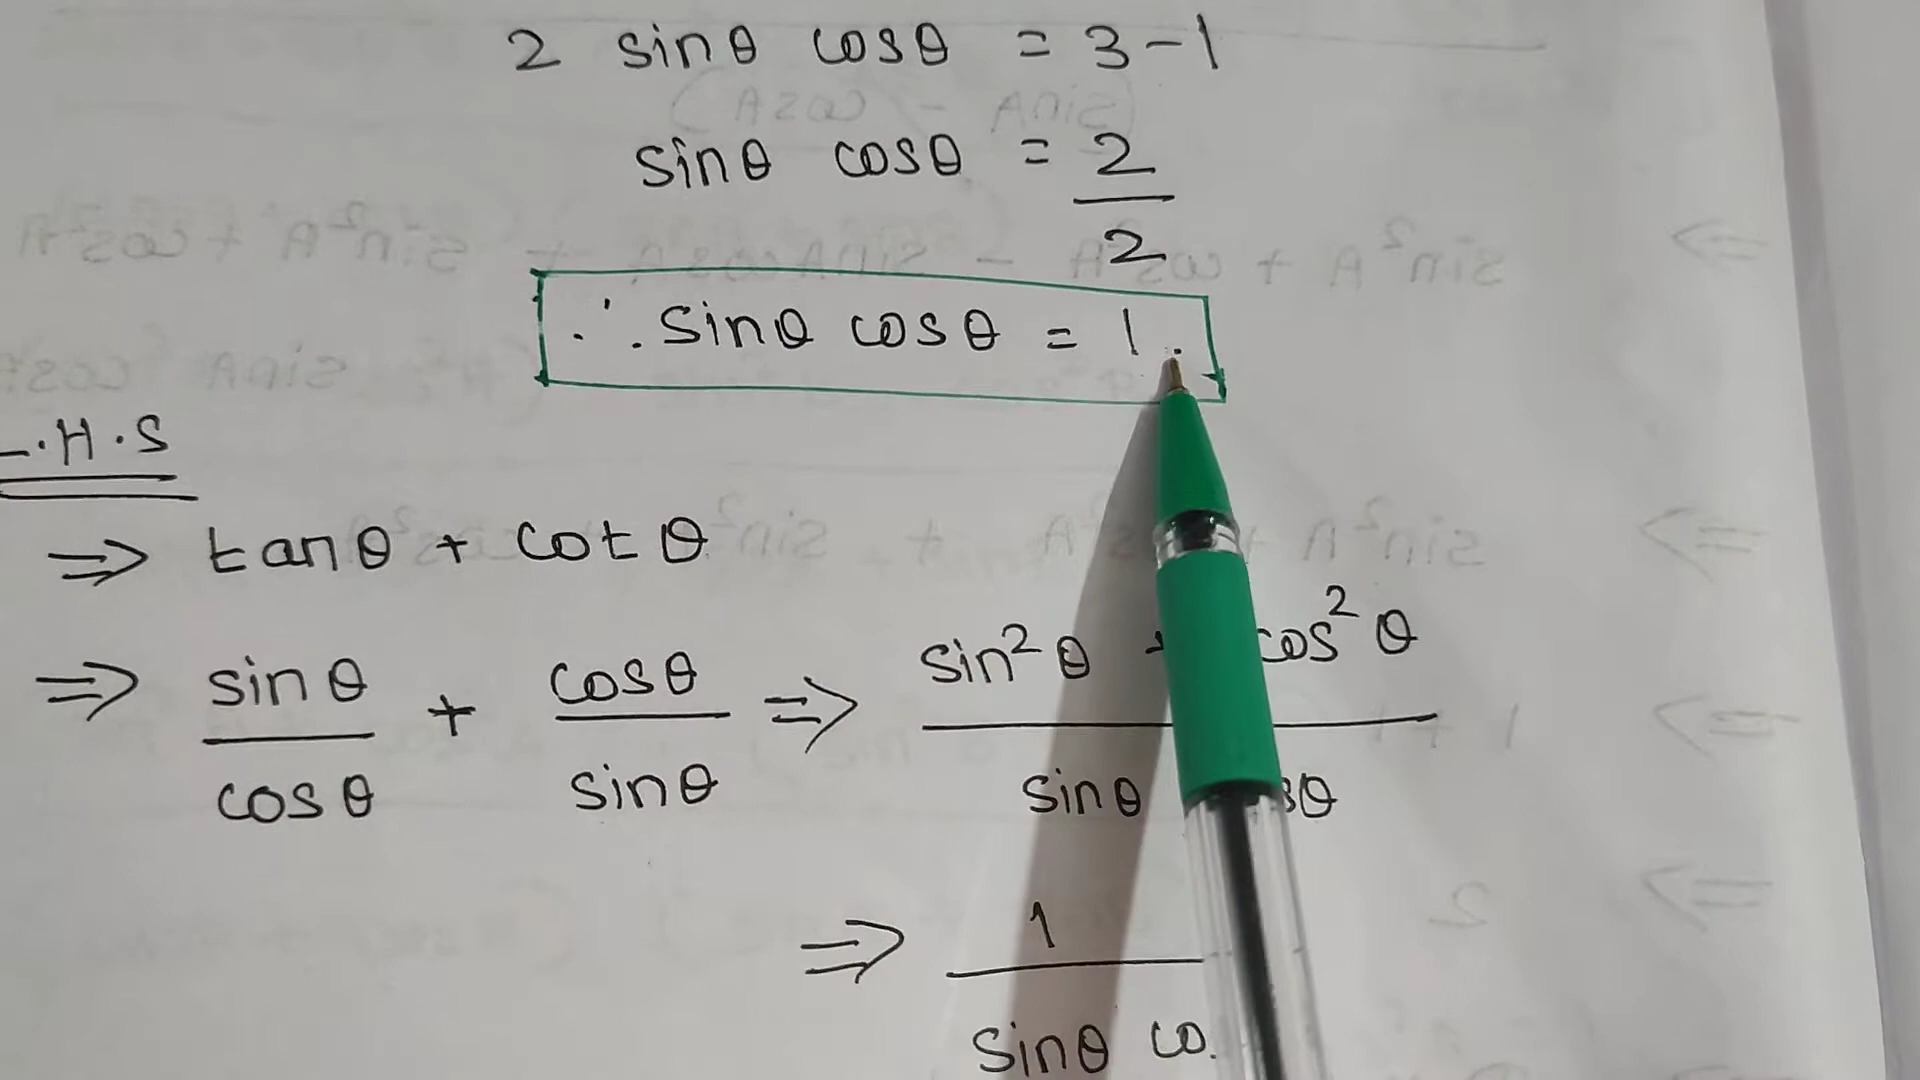 2 sinθ cosθ = 3-1
sinθ cosθ = 2/2
∴ sinθ cosθ = 1.
.H.S
⇒ tanθ + cotθ
⇒ sinθ/cosθ + cosθ/sinθ ⇒ sin²θ cos²θ / sinθ
⇒ 1 / sinθ